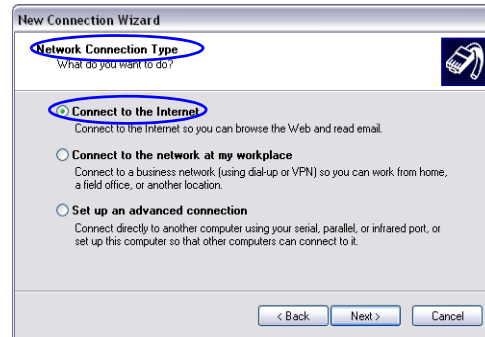 New Connection Wizard
Network Connection Type
What do you want to do?
Connect to the Internet
Connect to the Internet so you can browse the Web and read email.
Connect to the network at my workplace
Connect to a business network (using dial-up or VPN) so you can work from home,
a field office, or another location.
Set up an advanced connection
Connect directly to another computer using your serial, parallel, or infrared port, or
set up this computer so that other computers can connect to it.
< Back Next > Cancel